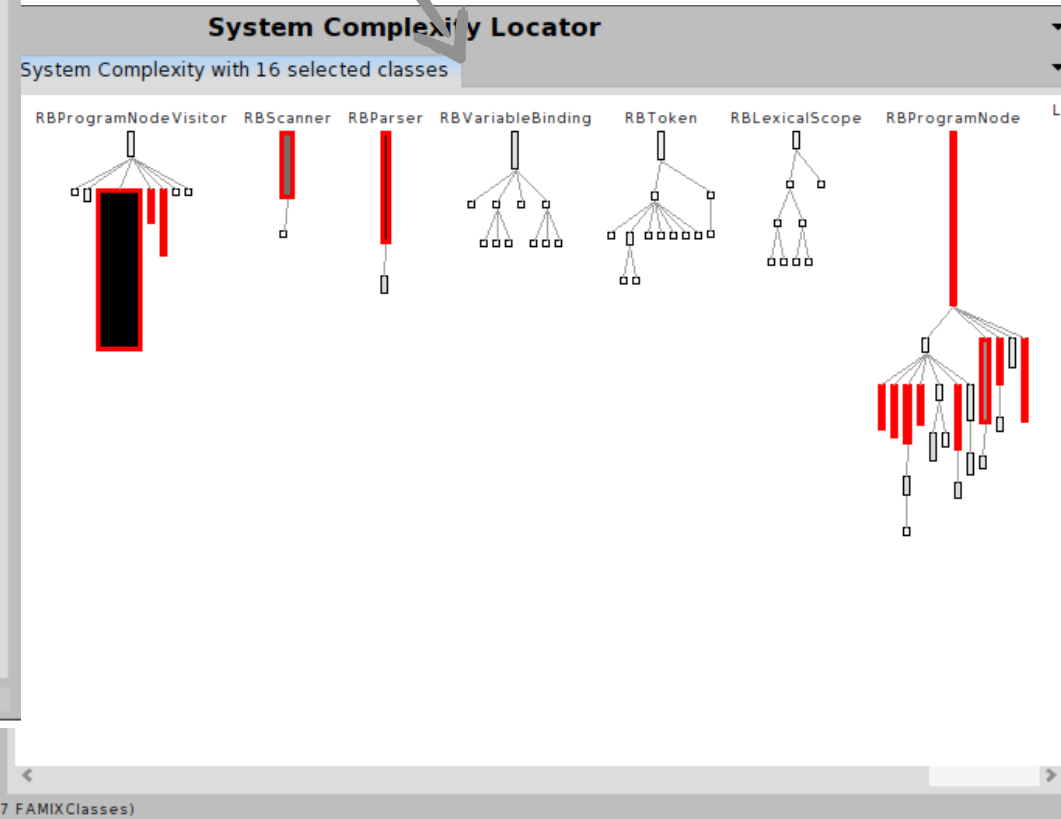 System Complexity Locator
System Complexity with 16 selected classes
RBProgramNodeVisitor RBScanner RBParser RBVariableBinding RBToken RBLexicalScope RBProgramNode L
7 FAMIXClasses)